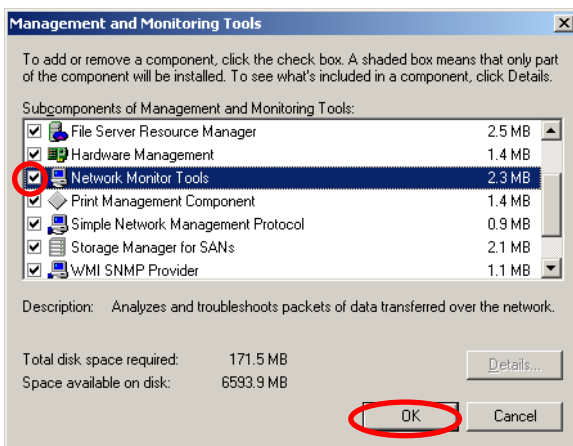 Management and Monitoring Tools
To add or remove a component, click the check box. A shaded box means that only part
of the component will be installed. To see what's included in a component, click Details.
Subcomponents of Management and Monitoring Tools:
File Server Resource Manager 2.5 MB
Hardware Management 1.4 MB
Network Monitor Tools 2.3 MB
Print Management Component 1.4 MB
Simple Network Management Protocol 0.9 MB
Storage Manager for SANs 2.1 MB
WMI SNMP Provider 1.1 MB
Description: Analyzes and troubleshoots packets of data transferred over the network.
Total disk space required: 171.5 MB
Details...
Space available on disk: 6593.9 MB
OK Cancel